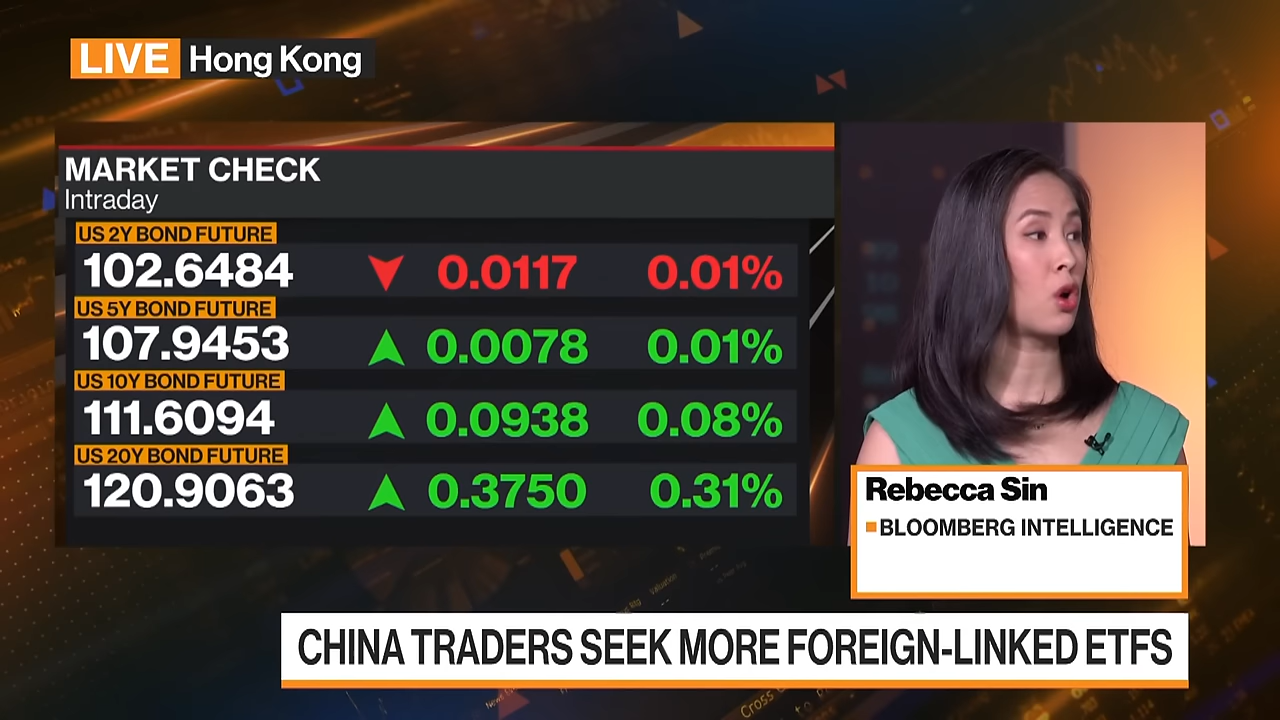 LIVE Hong Kong
MARKET CHECK
Intraday
US 2Y BOND FUTURE
102.6484 ▼ 0.0117 0.01%
US 5Y BOND FUTURE
107.9453 ▲ 0.0078 0.01%
US 10Y BOND FUTURE
111.6094 ▲ 0.0938 0.08%
US 20Y BOND FUTURE
120.9063 ▲ 0.3750 0.31%
Rebecca Sin
BLOOMBERG INTELLIGENCE
CHINA TRADERS SEEK MORE FOREIGN-LINKED ETFS
Cross